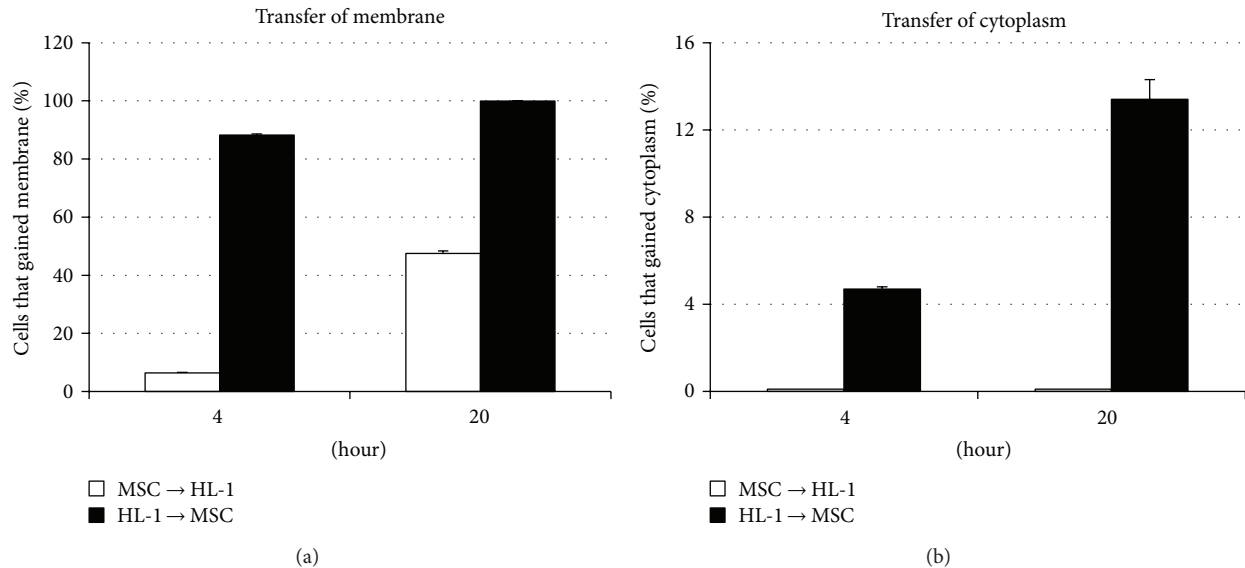 Transfer of membrane
120
100
80
60
40
20
0
Cells that gained membrane (%)
4
20
(hour)
MSC → HL-1
HL-1 → MSC
(a)
Transfer of cytoplasm
16
12
8
4
0
Cells that gained cytoplasm (%)
4
20
(hour)
MSC → HL-1
HL-1 → MSC
(b)